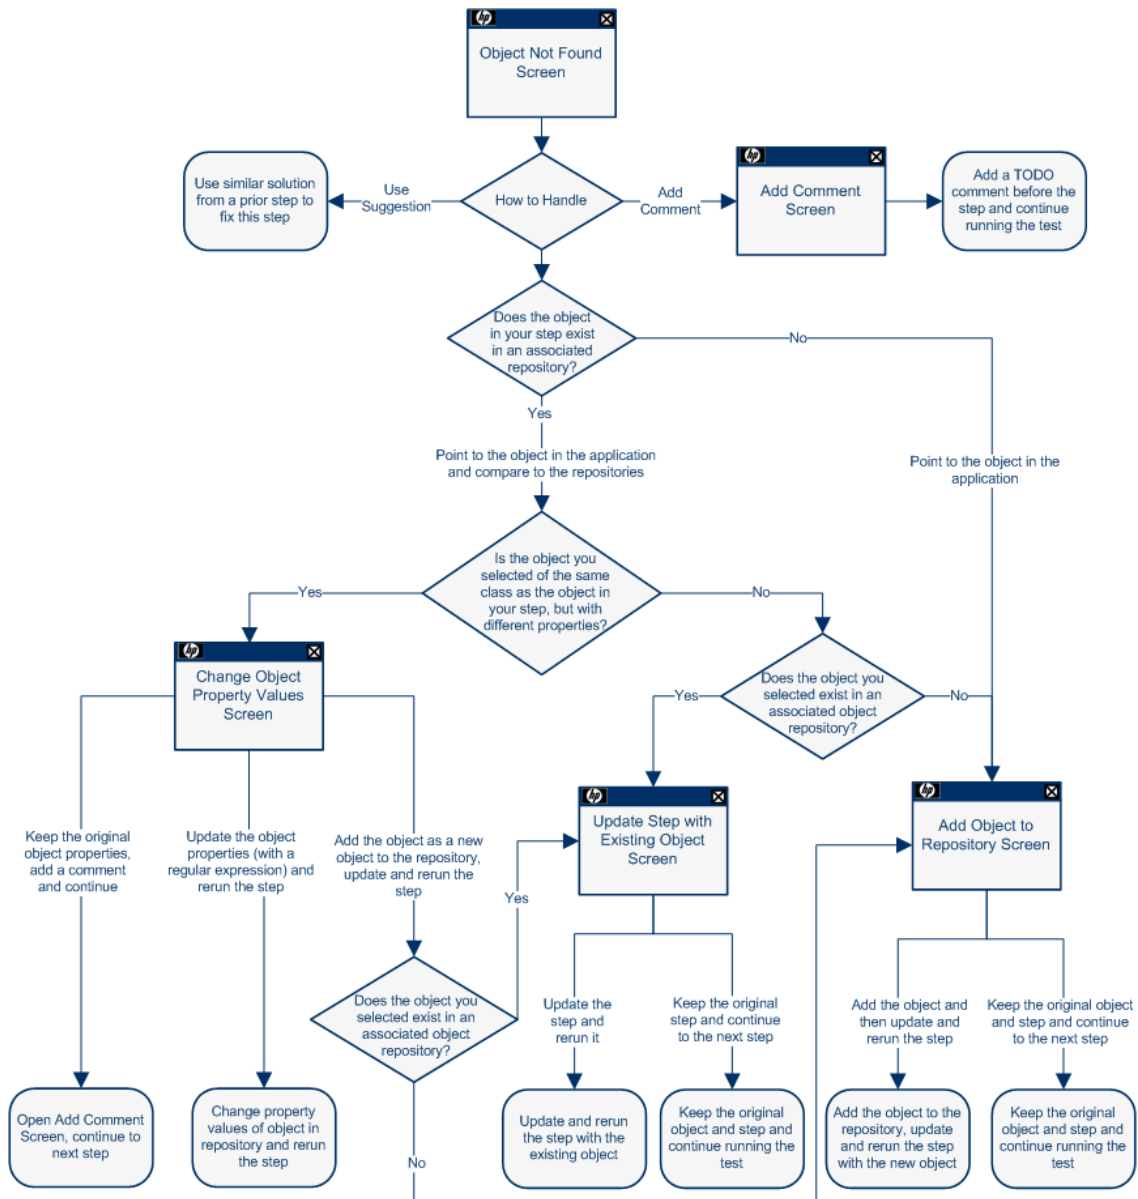 hp
Object Not Found
Screen
Use similar solution
from a prior step to
fix this step
Use
Suggestion
How to Handle
Add
Comment
hp
Add Comment
Screen
Add a TODO
comment before the
step and continue
running the test
Does the object
in your step exist
in an associated
repository?
No
Yes
Point to the object in the application
and compare to the repositories
Point to the object in the
application
Is the object you
selected of the same
class as the object in
your step, but with
different properties?
Yes
No
hp
Change Object
Property Values
Screen
Does the object you
selected exist in an
associated object
repository?
Yes
No
hp
Update Step with
Existing Object
Screen
hp
Add Object to
Repository Screen
Keep the original
object properties,
add a comment
and continue
Update the object
properties (with a
regular expression) and
rerun the step
Add the object as a new
object to the repository,
update and rerun the
step
Yes
Does the object you
selected exist in an
associated object
repository?
Update the
step and
rerun it
Keep the original
step and continue
to the next step
Add the object and
then update and
rerun the step
Keep the original object
and step and continue
to the next step
Open Add Comment
Screen, continue to
next step
Change property
values of object in
repository and rerun
the step
No
Update and rerun
the step with the
existing object
Keep the original
object and step and
continue running the
test
Add the object to the
repository, update
and rerun the step
with the new object
Keep the original
object and step and
continue running the
test